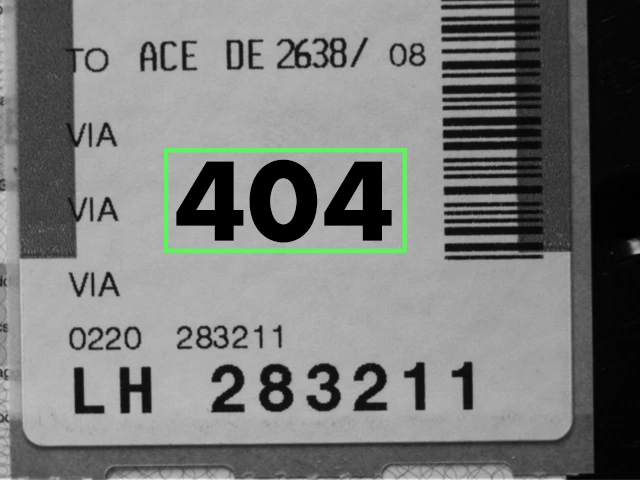 TO ACE DE 2638/ 08
VIA
VIA 404
VIA
0220 283211
LH 283211